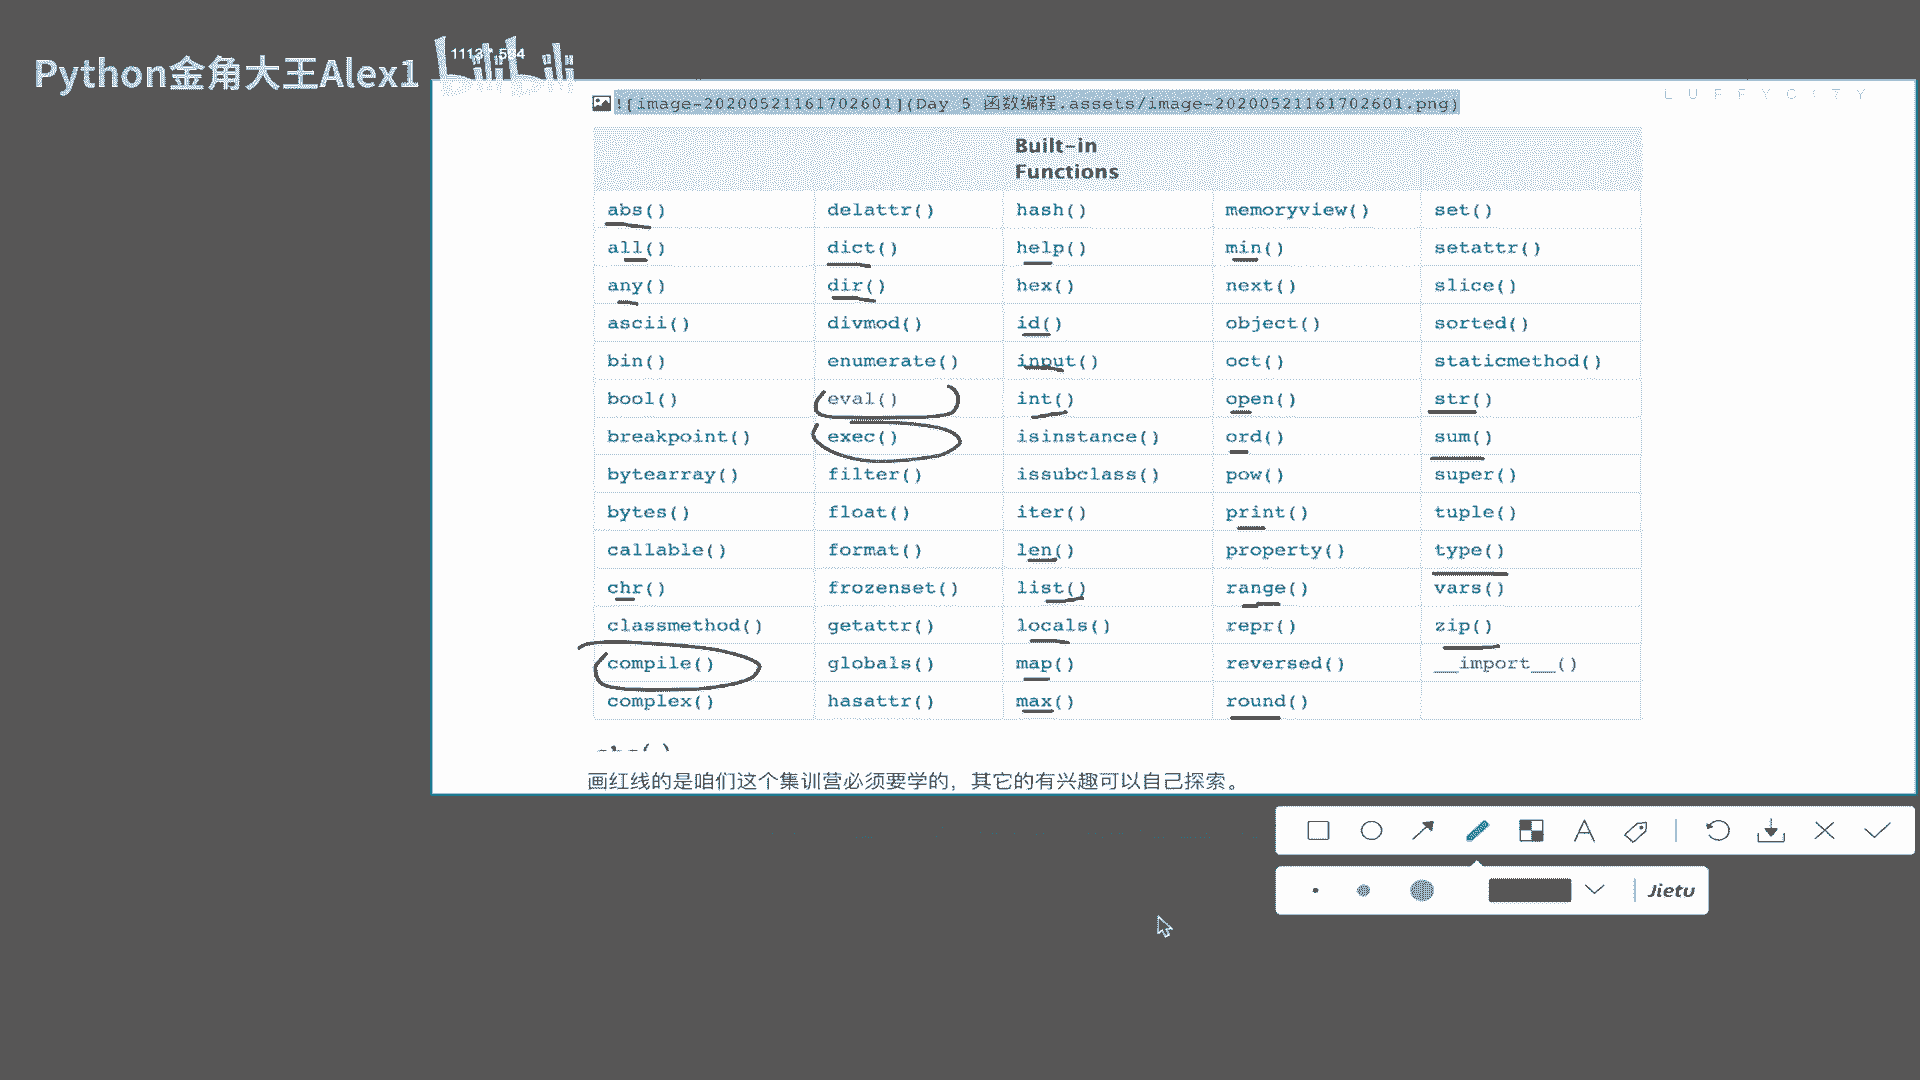 Python金角大王Alex1
bilibili
LUFFYCITY
![image-20200521161702601](Day 5 函数编程.assets/image-20200521161702601.png)
Built-in
Functions
abs() delattr() hash() memoryview() set()
all() dict() help() min() setattr()
any() dir() hex() next() slice()
ascii() divmod() id() object() sorted()
bin() enumerate() input() oct() staticmethod()
bool() eval() int() open() str()
breakpoint() exec() isinstance() ord() sum()
bytearray() filter() issubclass() pow() super()
bytes() float() iter() print() tuple()
callable() format() len() property() type()
chr() frozenset() list() range() vars()
classmethod() getattr() locals() repr() zip()
compile() globals() map() reversed() __import__()
complex() hasattr() max() round()
画红线的是咱们这个集训营必须要学的，其它的有兴趣可以自己探索。
A
Jietu